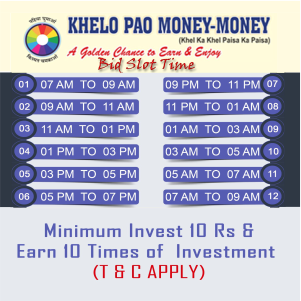 KHELO PAO MONEY-MONEY
(Khel Ka Khel Paisa Ka Paisa)
A Golden Chance to Earn & Enjoy
Bid Slot Time
01 07 AM TO 09 AM
02 09 AM TO 11 AM
03 11 AM TO 01 PM
04 01 PM TO 03 PM
05 03 PM TO 05 PM
06 05 PM TO 07 PM
09 PM TO 11 PM 07
11 PM TO 01 AM 08
01 AM TO 03 AM 09
03 AM TO 05 AM 10
05 AM TO 07 AM 11
07 AM TO 09 AM 12
Minimum Invest 10 Rs &
Earn 10 Times of Investment
(T & C APPLY)